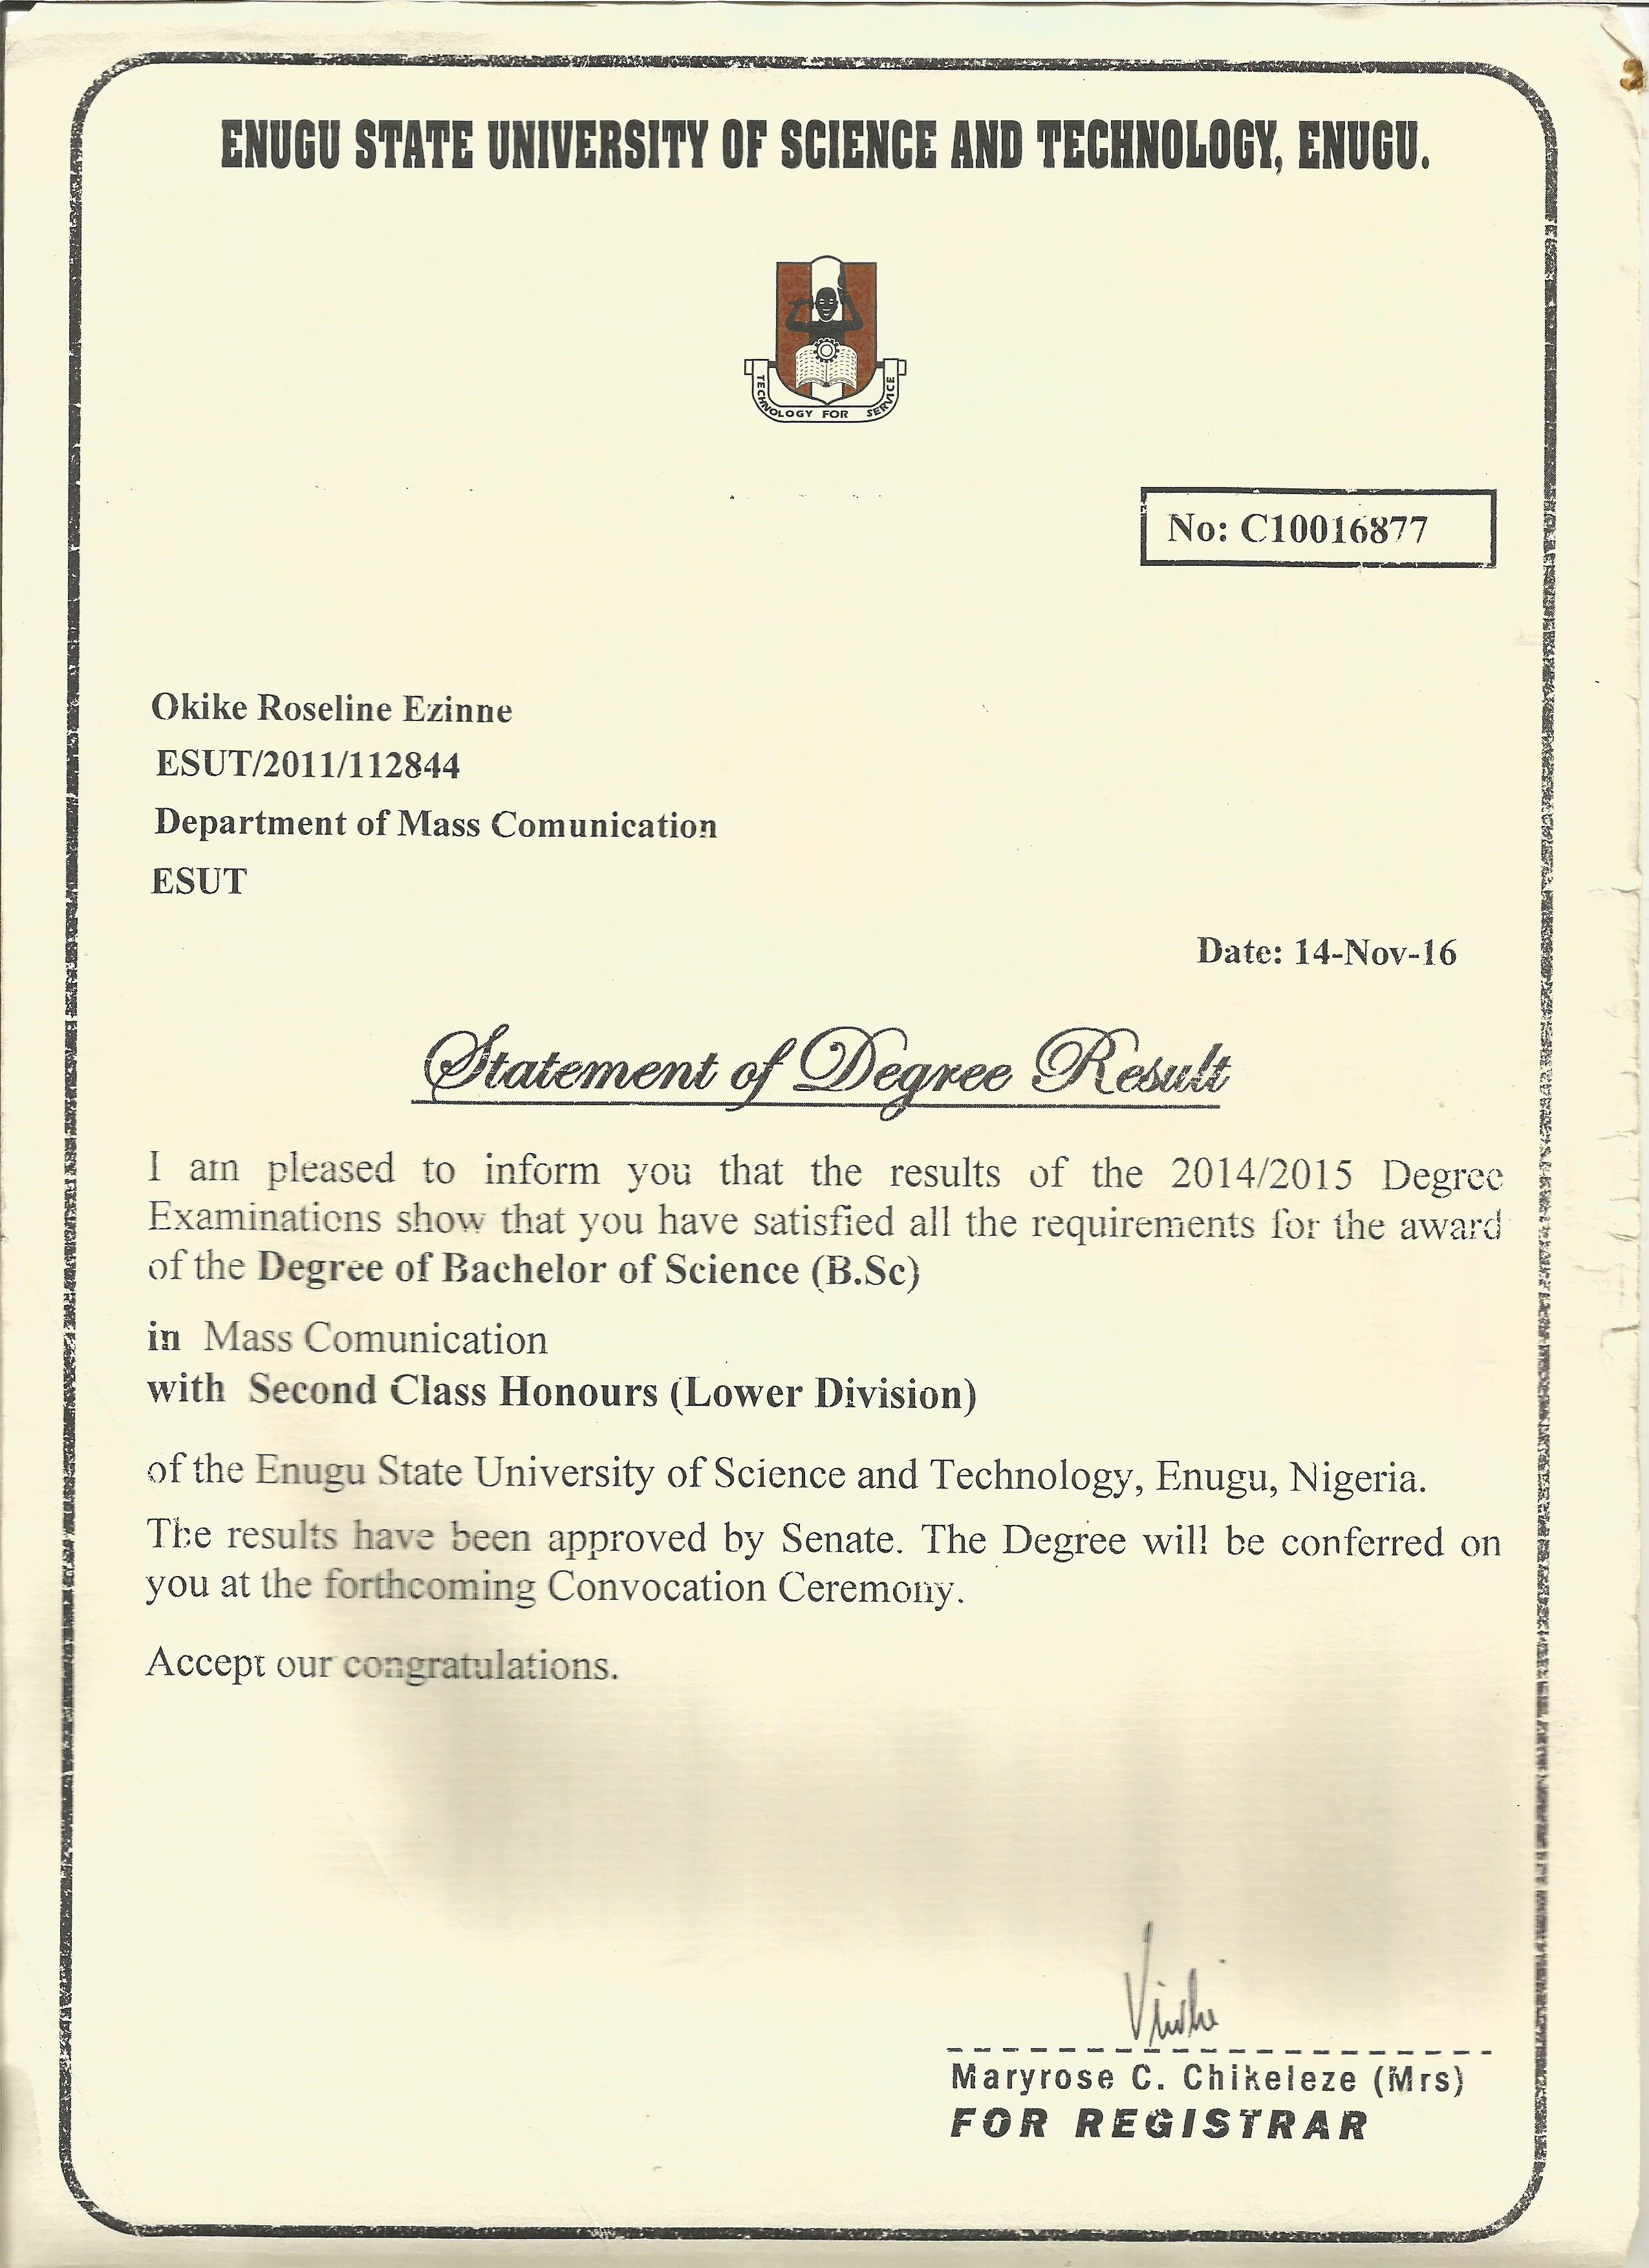 ENUGU STATE UNIVERSITY OF SCIENCE AND TECHNOLOGY, ENUGU.
TECHNOLOGY FOR SERVICE
No: C10016877
Okike Roseline Ezinne
ESUT/2011/112844
Department of Mass Comunication
ESUT
Date: 14-Nov-16
Statement of Degree Result
I am pleased to inform you that the results of the 2014/2015 Degree
Examinations show that you have satisfied all the requirements for the award
of the Degree of Bachelor of Science (B.Sc)
in Mass Comunication
with Second Class Honours (Lower Division)
of the Enugu State University of Science and Technology, Enugu, Nigeria.
The results have been approved by Senate. The Degree will be conferred on
you at the forthcoming Convocation Ceremony.
Accept our congratulations.
Maryrose C. Chikeleze (Mrs)
FOR REGISTRAR